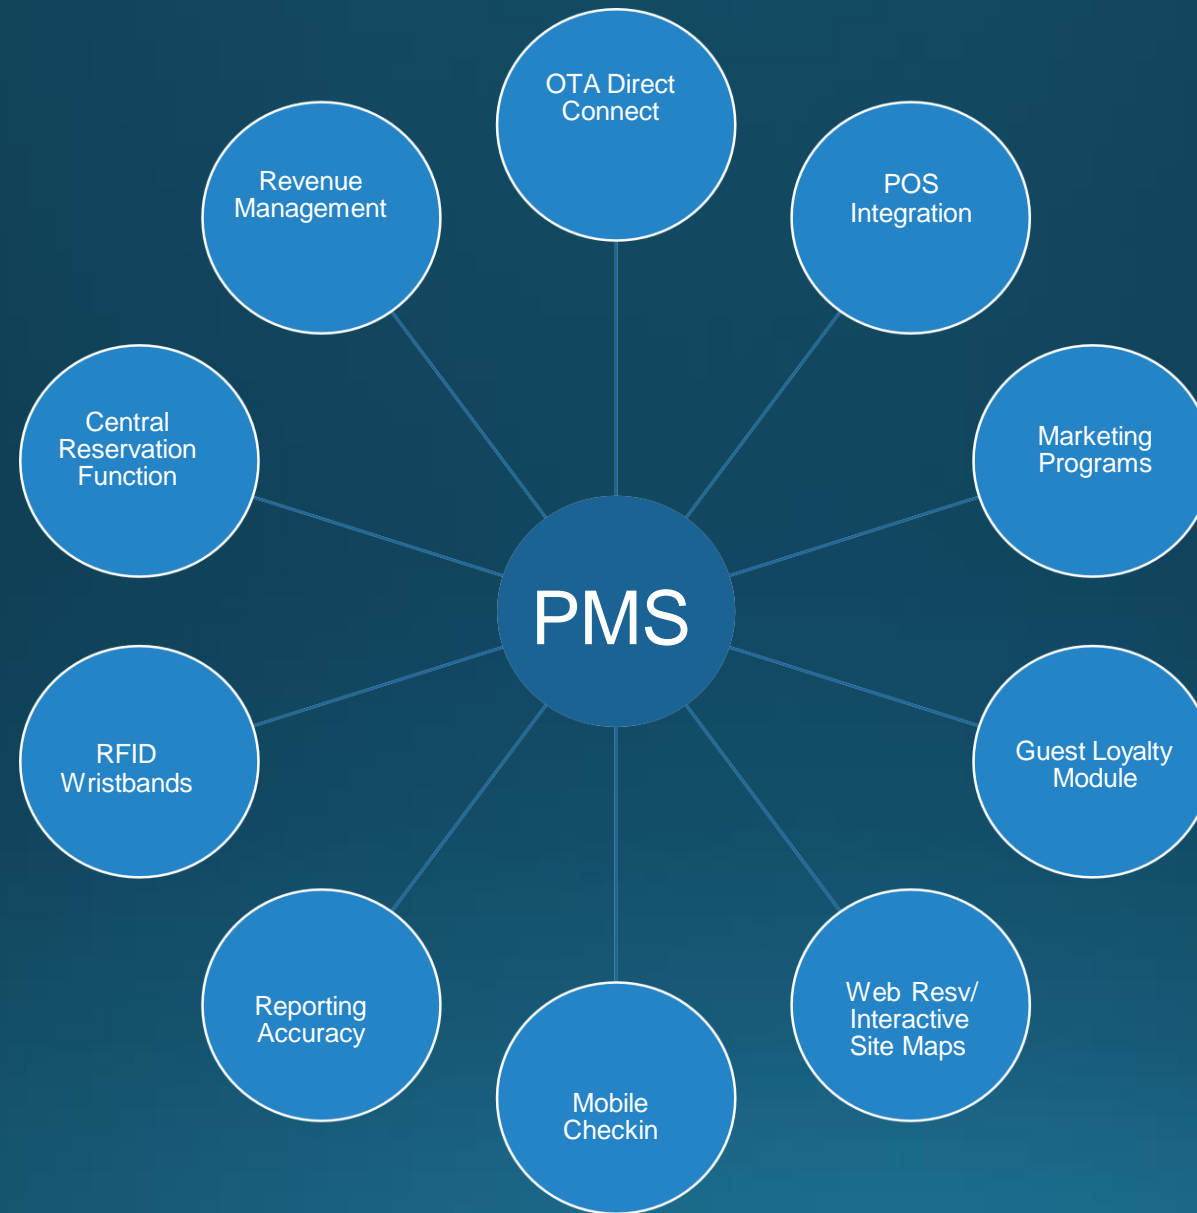 OTA Direct
Connect
POS
Integration
Marketing
Programs
Guest Loyalty
Module
Web Resv/
Interactive
Site Maps
Mobile
Checkin
Reporting
Accuracy
RFID
Wristbands
Central
Reservation
Function
Revenue
Management
PMS